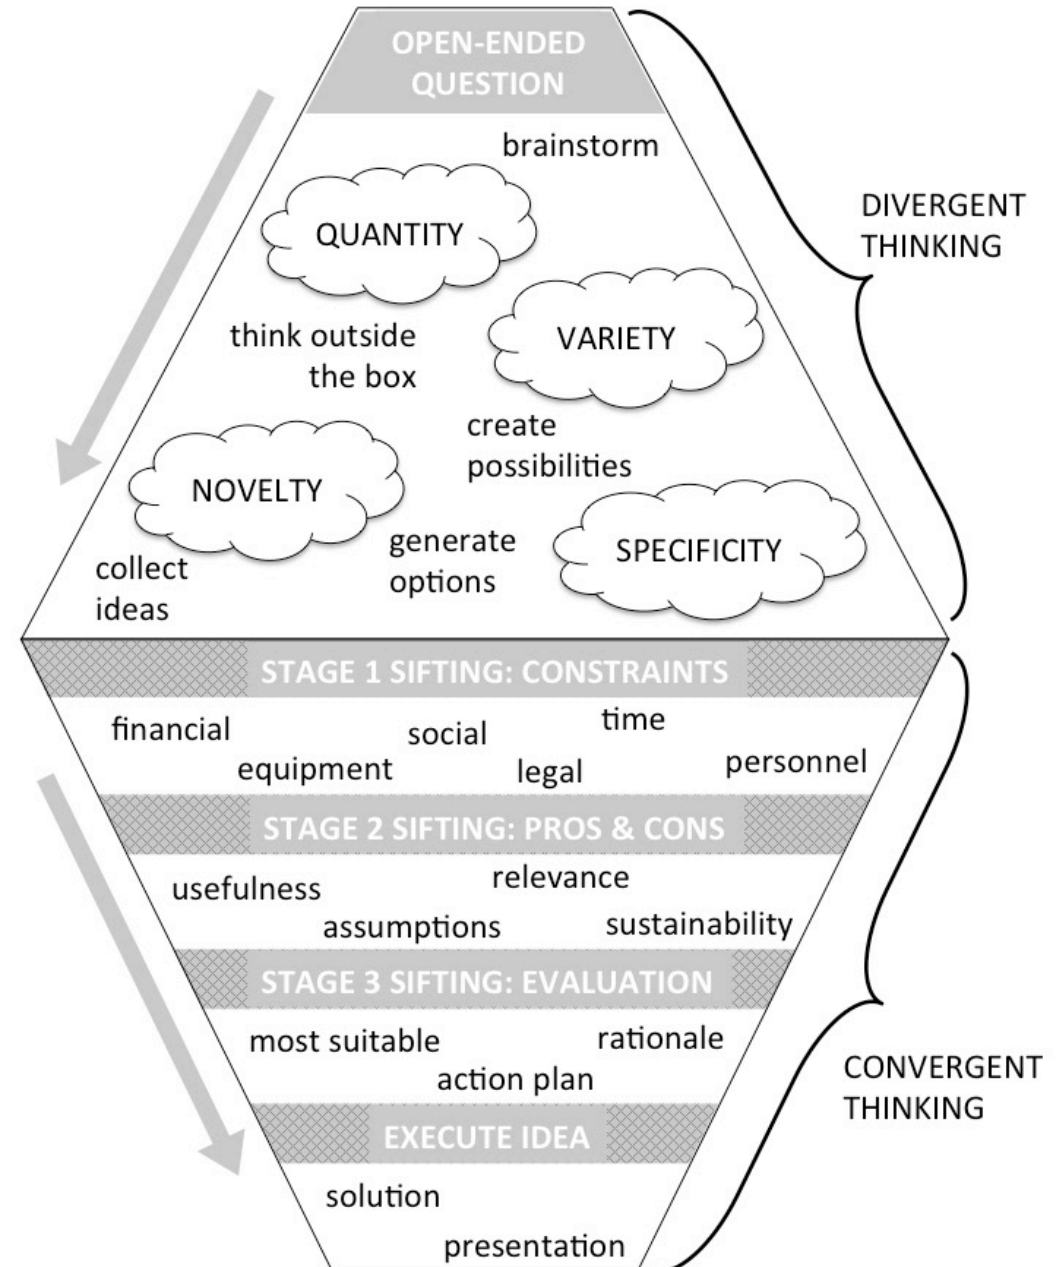 OPEN-ENDED
QUESTION
brainstorm
QUANTITY
VARIETY
think outside
the box
create
possibilities
NOVELTY
SPECIFICITY
generate
options
collect
ideas
DIVERGENT
THINKING
STAGE 1 SIFTING: CONSTRAINTS
financial
social
time
equipment
legal
personnel
STAGE 2 SIFTING: PROS & CONS
usefulness
relevance
assumptions
sustainability
STAGE 3 SIFTING: EVALUATION
most suitable
rationale
action plan
EXECUTE IDEA
solution
presentation
CONVERGENT
THINKING